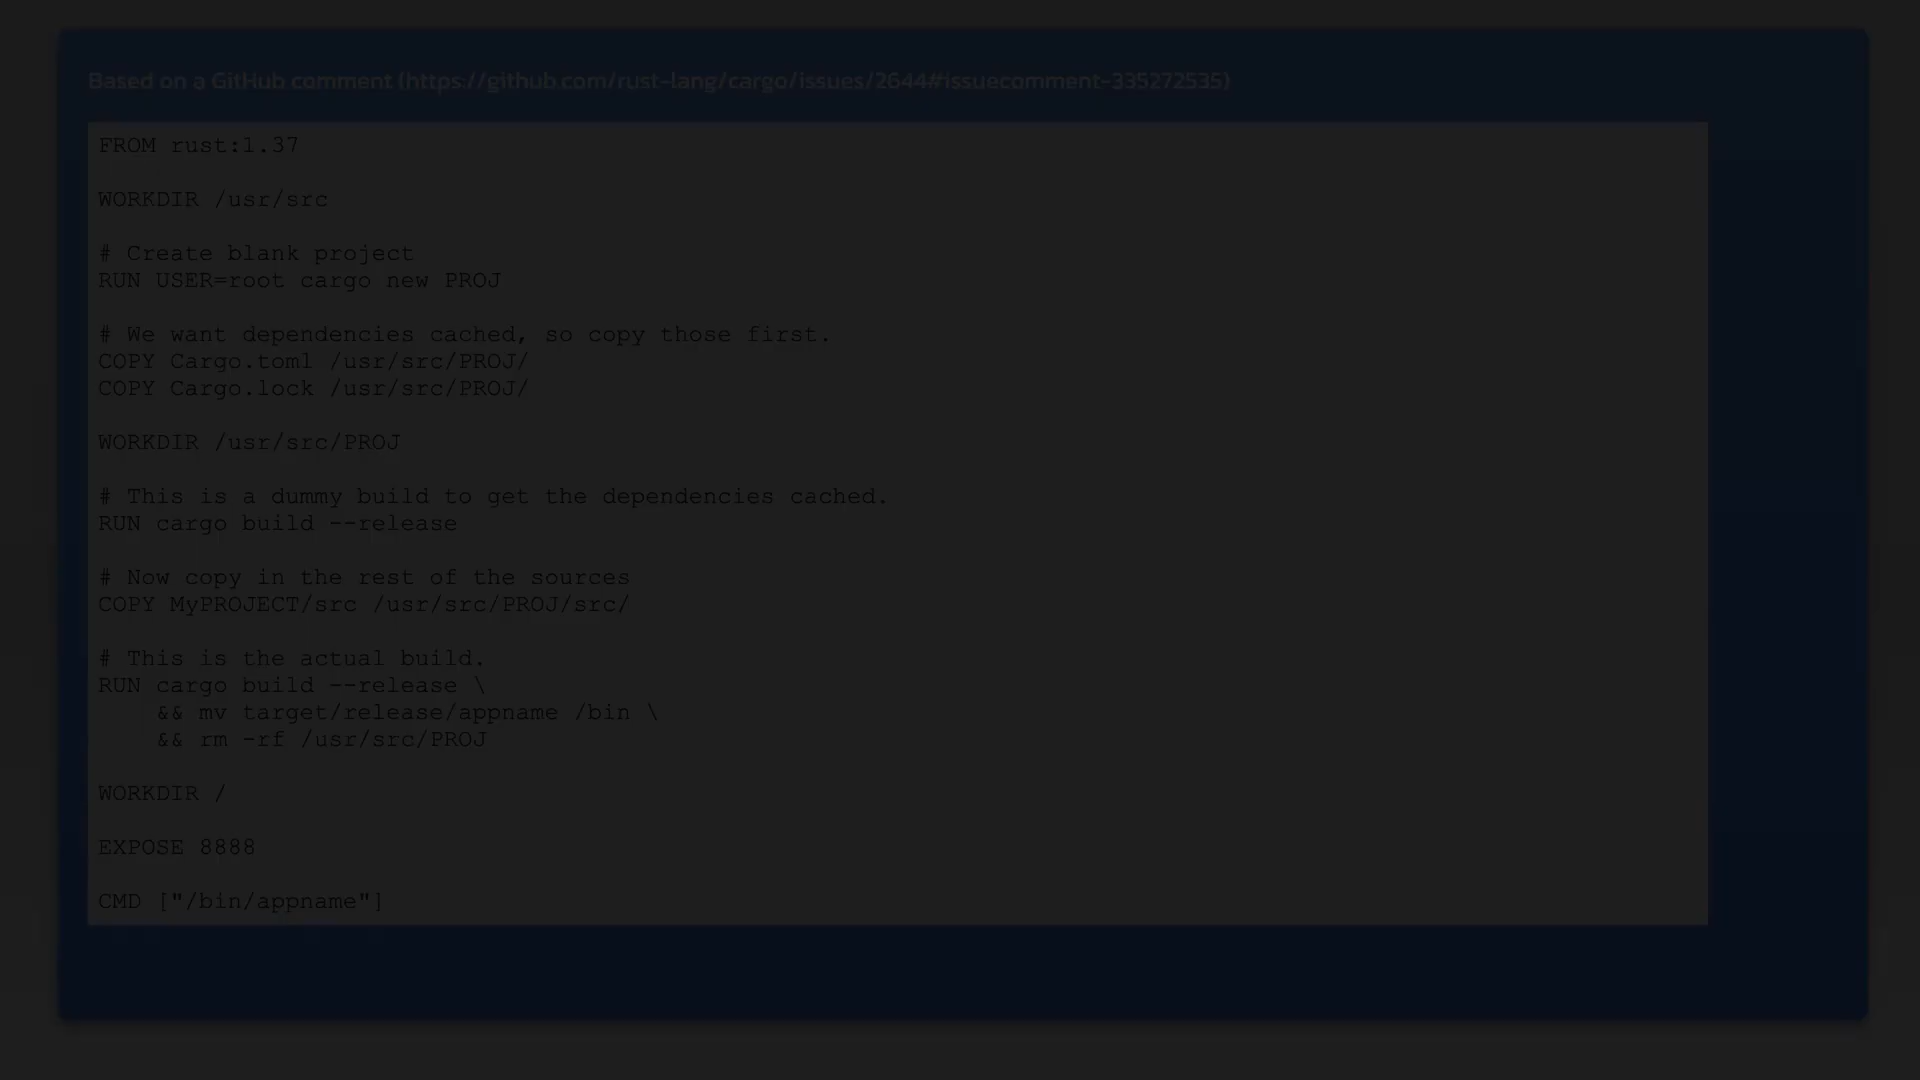 Based on a GitHub comment (https://github.com/rust-lang/cargo/issues/2644#issuecomment-335272535)
FROM rust:1.37
WORKDIR /usr/src
# Create blank project
RUN USER=root cargo new PROJ
# We want dependencies cached, so copy those first.
COPY Cargo.toml /usr/src/PROJ/
COPY Cargo.lock /usr/src/PROJ/
WORKDIR /usr/src/PROJ
# This is a dummy build to get the dependencies cached.
RUN cargo build --release
# Now copy in the rest of the sources
COPY MyPROJECT/src /usr/src/PROJ/src/
# This is the actual build.
RUN cargo build --release \
    && mv target/release/appname /bin \
    && rm -rf /usr/src/PROJ
WORKDIR /
EXPOSE 8888
CMD ["/bin/appname"]